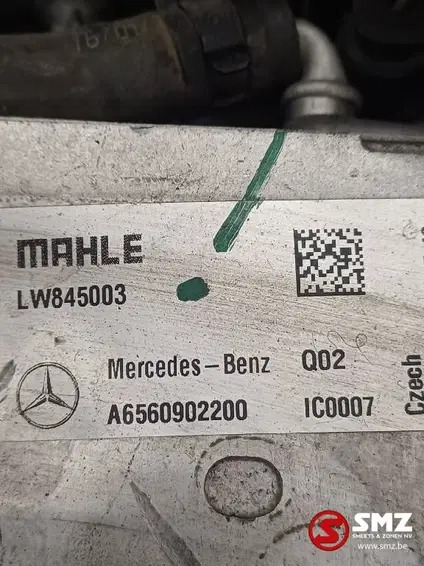 MAHLE
LW845003
Mercedes-Benz Q02
A6560902200 IC0007
Czech
SMZ
SMEETS & ZONEN NV
www.smz.be